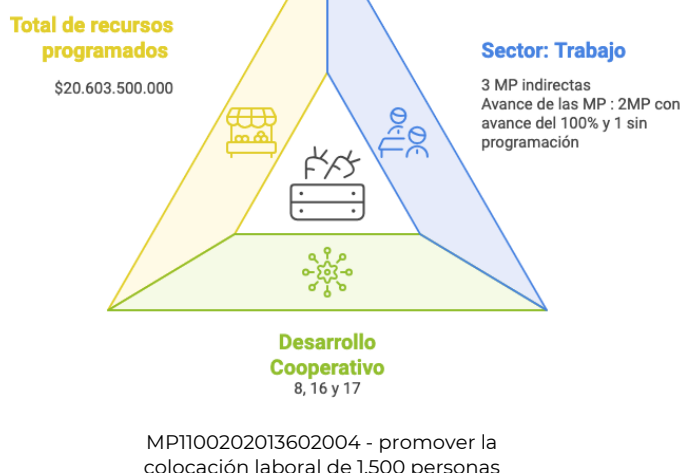 Total de recursos
programados
$20.603.500.000
Sector: Trabajo
3 MP indirectas
Avance de las MP : 2MP con
avance del 100% y 1 sin
programación
Desarrollo
Cooperativo
8, 16 y 17
MP1100202013602004 - promover la
colocación laboral de 1.500 personas